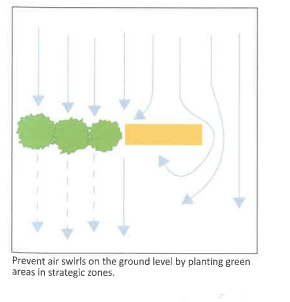 Prevent air swirls on the ground level by planting green
areas in strategic zones.